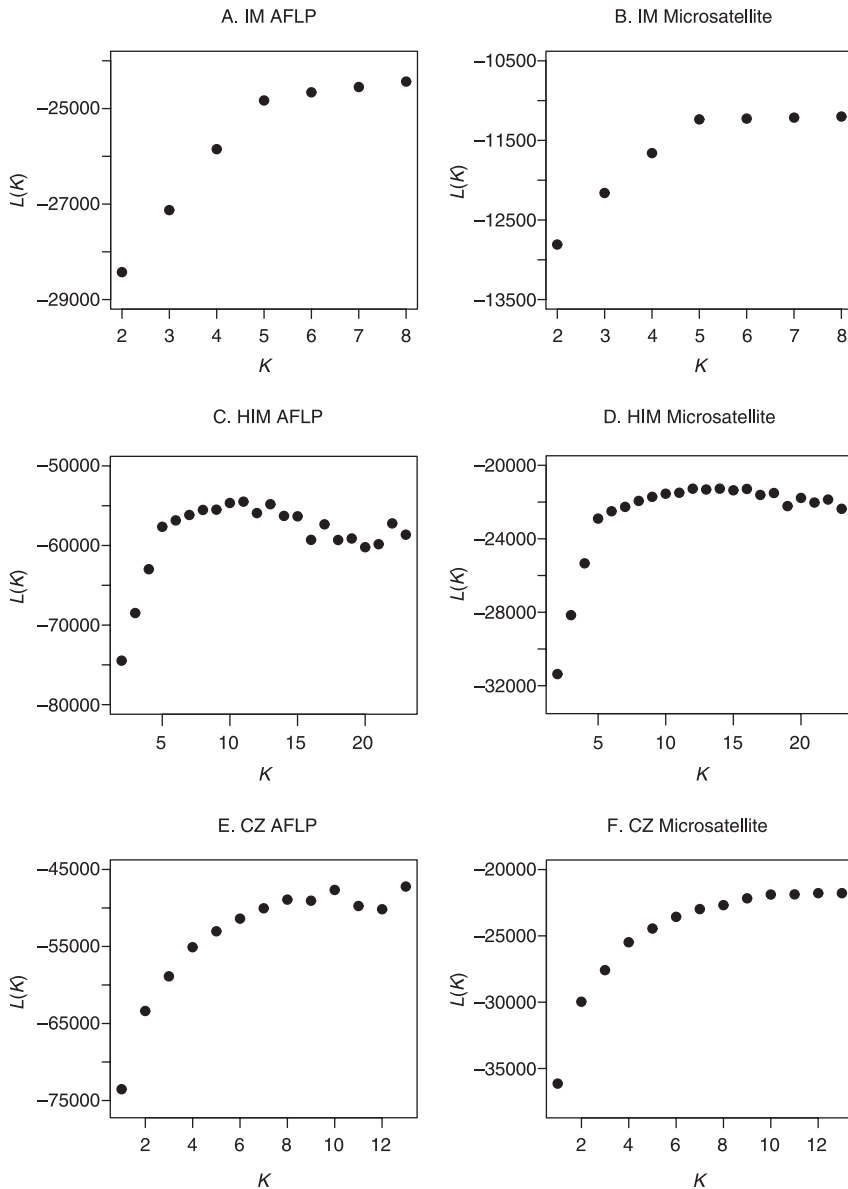 A. IM AFLP
L(K)
−25000
−27000
−29000
2 3 4 5 6 7 8
K
B. IM Microsatellite
L(K)
−10500
−11500
−12500
−13500
2 3 4 5 6 7 8
K
C. HIM AFLP
L(K)
−50000
−60000
−70000
−80000
5 10 15 20
K
D. HIM Microsatellite
L(K)
−20000
−24000
−28000
−32000
5 10 15 20
K
E. CZ AFLP
L(K)
−45000
−55000
−65000
−75000
2 4 6 8 10 12
K
F. CZ Microsatellite
L(K)
−20000
−25000
−30000
−35000
2 4 6 8 10 12
K